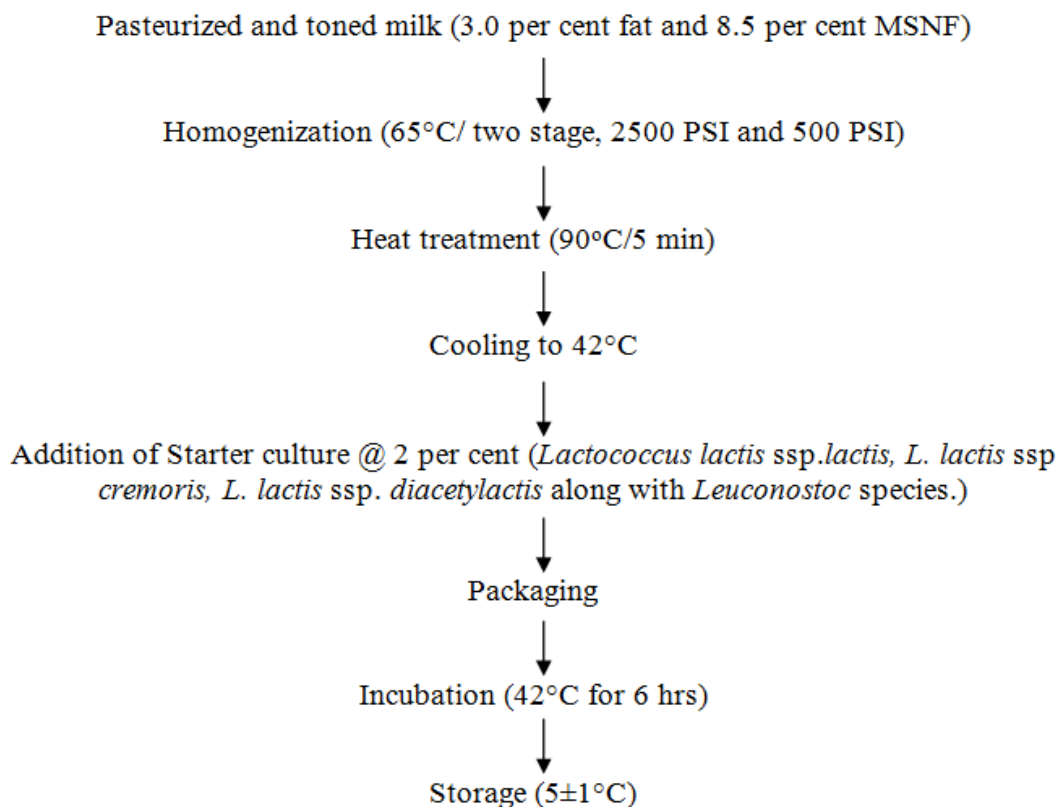 Pasteurized and toned milk (3.0 per cent fat and 8.5 per cent MSNF)
Homogenization (65°C/ two stage, 2500 PSI and 500 PSI)
Heat treatment (90°C/5 min)
Cooling to 42°C
Addition of Starter culture @ 2 per cent (Lactococcus lactis ssp.lactis, L. lactis ssp
cremoris, L. lactis ssp. diacetylactis along with Leuconostoc species.)
Packaging
Incubation (42°C for 6 hrs)
Storage (5±1°C)